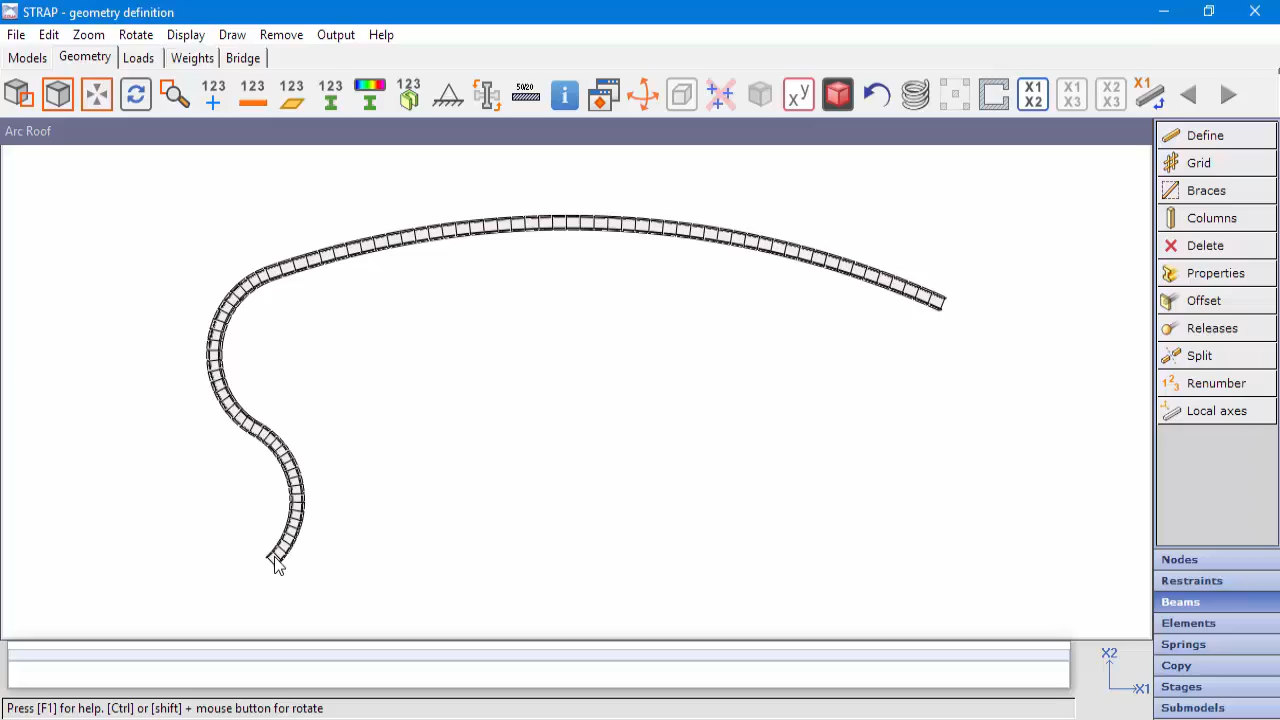 STRAP - geometry definition
File Edit Zoom Rotate Display Draw Remove Output Help
Models Geometry Loads Weights Bridge
123 123 123 123 123 5020 i xy X1 X2 X1 X3 X2 X3 X1
Arc Roof
Define
Grid
Braces
Columns
Delete
Properties
Offset
Releases
Split
Renumber
Local axes
Nodes
Restraints
Beams
Elements
Springs
Copy
Stages
Submodels
X2
X1
Press [F1] for help. [Ctrl] or [shift] + mouse button for rotate